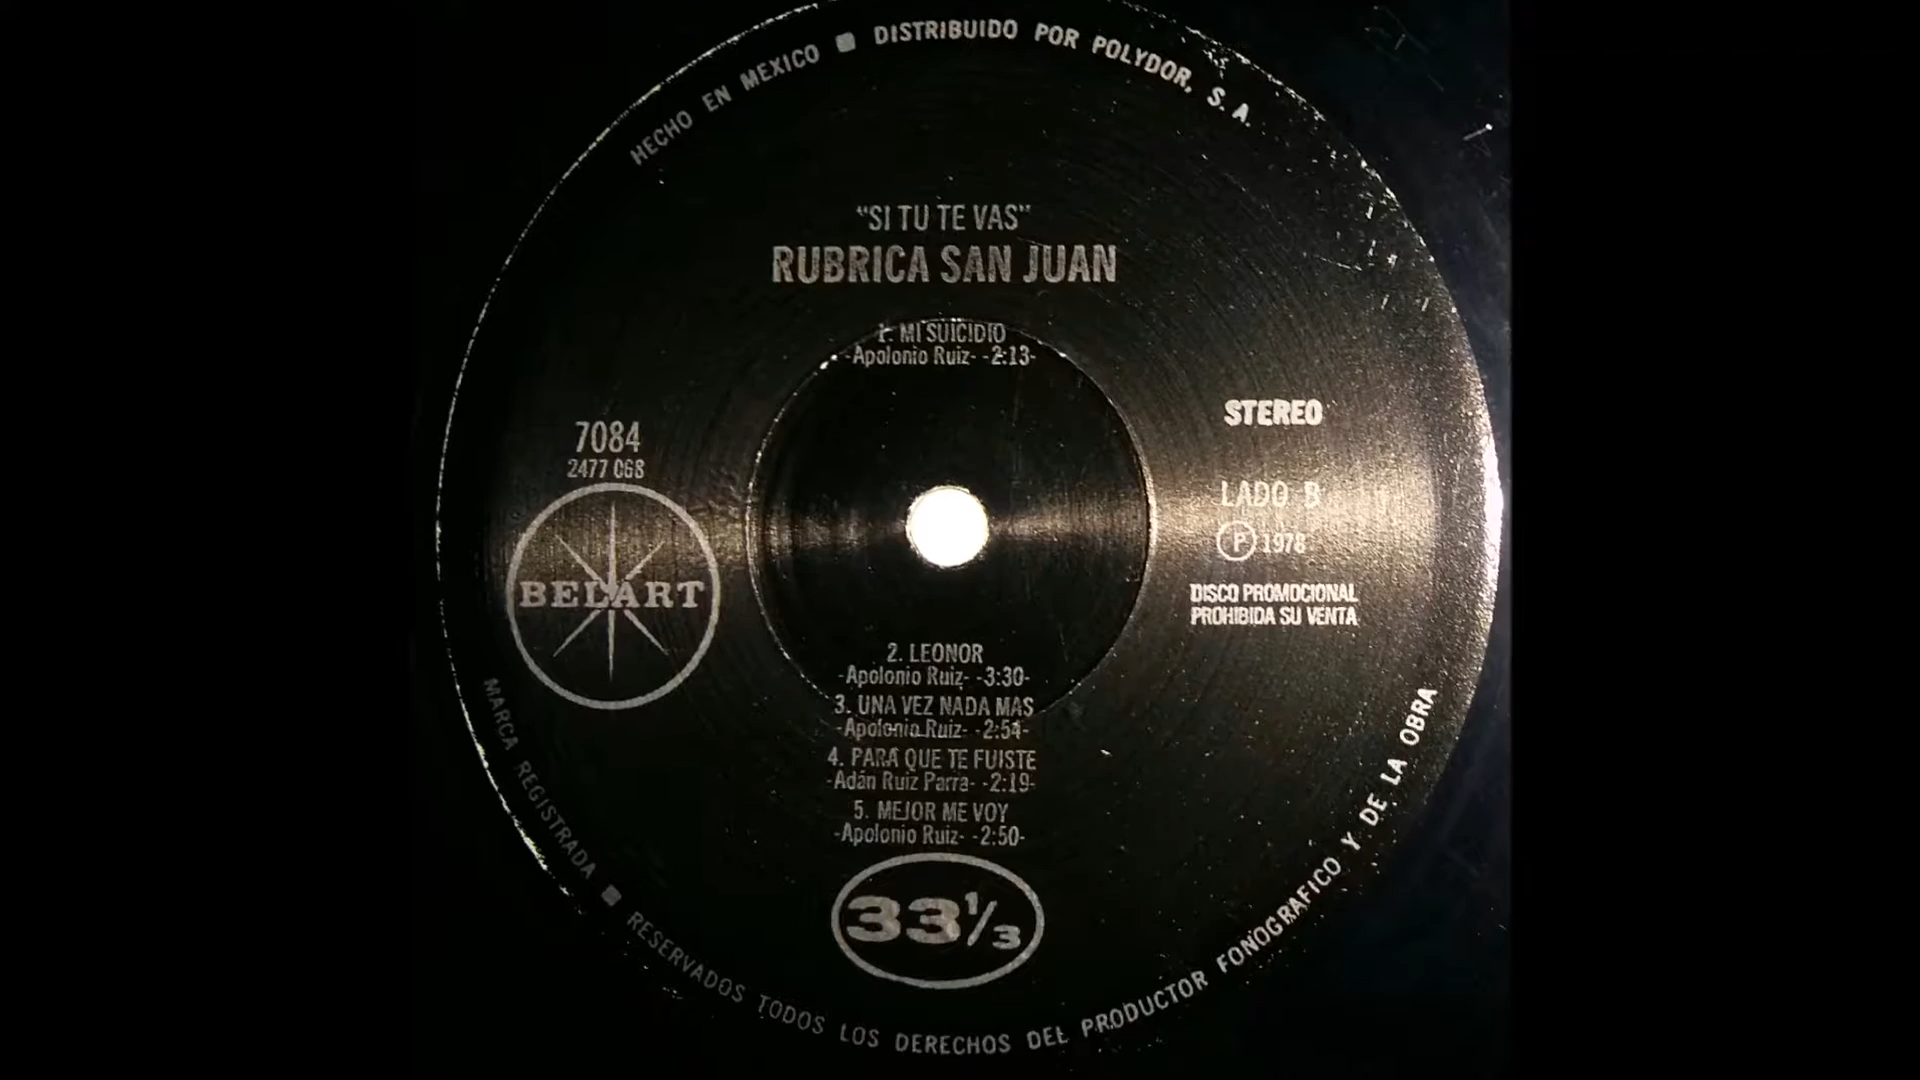 HECHO EN MEXICO ■ DISTRIBUIDO POR POLYDOR, S. A.
"SI TU TE VAS"
RUBRICA SAN JUAN
1. MI SUICIDIO
-Apolonio Ruiz- -2:13-
7084
2477 068
BELART
STEREO
LADO B
Ⓟ 1978
DISCO PROMOCIONAL
PROHIBIDA SU VENTA
2. LEONOR
-Apolonio Ruiz- -3:30-
3. UNA VEZ NADA MAS
-Apolonio Ruiz- -2:54-
4. PARA QUE TE FUISTE
-Adán Ruiz Parra- -2:19-
5. MEJOR ME VOY
-Apolonio Ruiz- -2:50-
33 1/3
MARCA REGISTRADA ■ RESERVADOS TODOS LOS DERECHOS DEL PRODUCTOR FONOGRAFICO Y DE LA OBRA